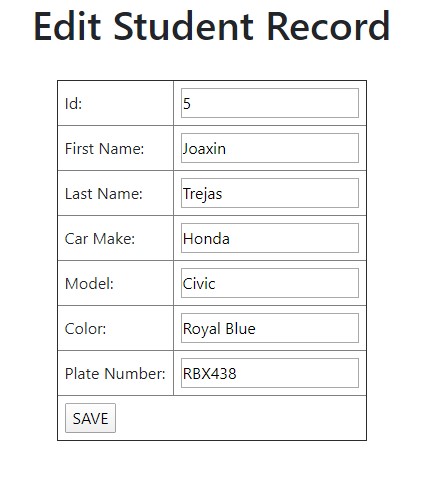 Edit Student Record
Id: 5
First Name: Joaxin
Last Name: Trejas
Car Make: Honda
Model: Civic
Color: Royal Blue
Plate Number: RBX438
SAVE